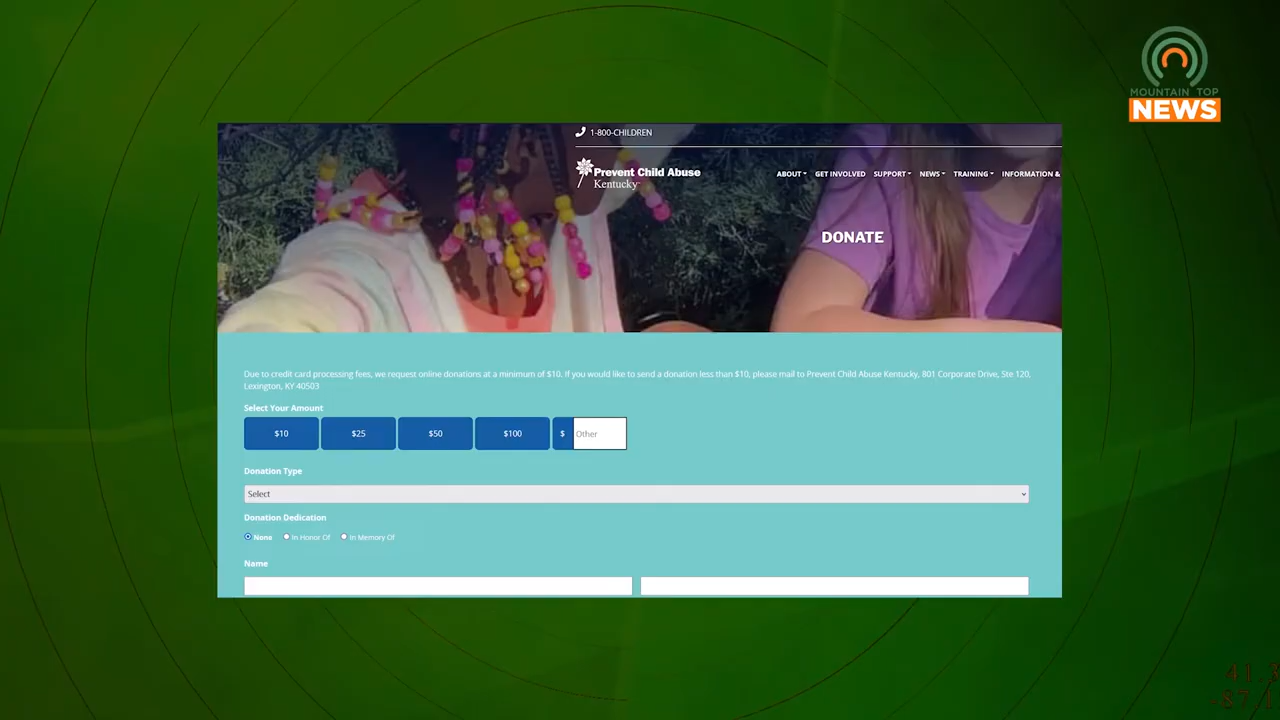 MOUNTAIN TOP
NEWS
1-800-CHILDREN
Prevent Child Abuse
Kentucky
ABOUT GET INVOLVED SUPPORT NEWS TRAINING INFORMATION &
DONATE
Due to credit card processing fees, we request online donations at a minimum of $10. If you would like to send a donation less than $10, please mail to Prevent Child Abuse Kentucky, 801 Corporate Drive, Ste 120,
Lexington, KY 40503
Select Your Amount
$10 $25 $50 $100 $ Other
Donation Type
Select
Donation Dedication
None In Honor Of In Memory Of
Name